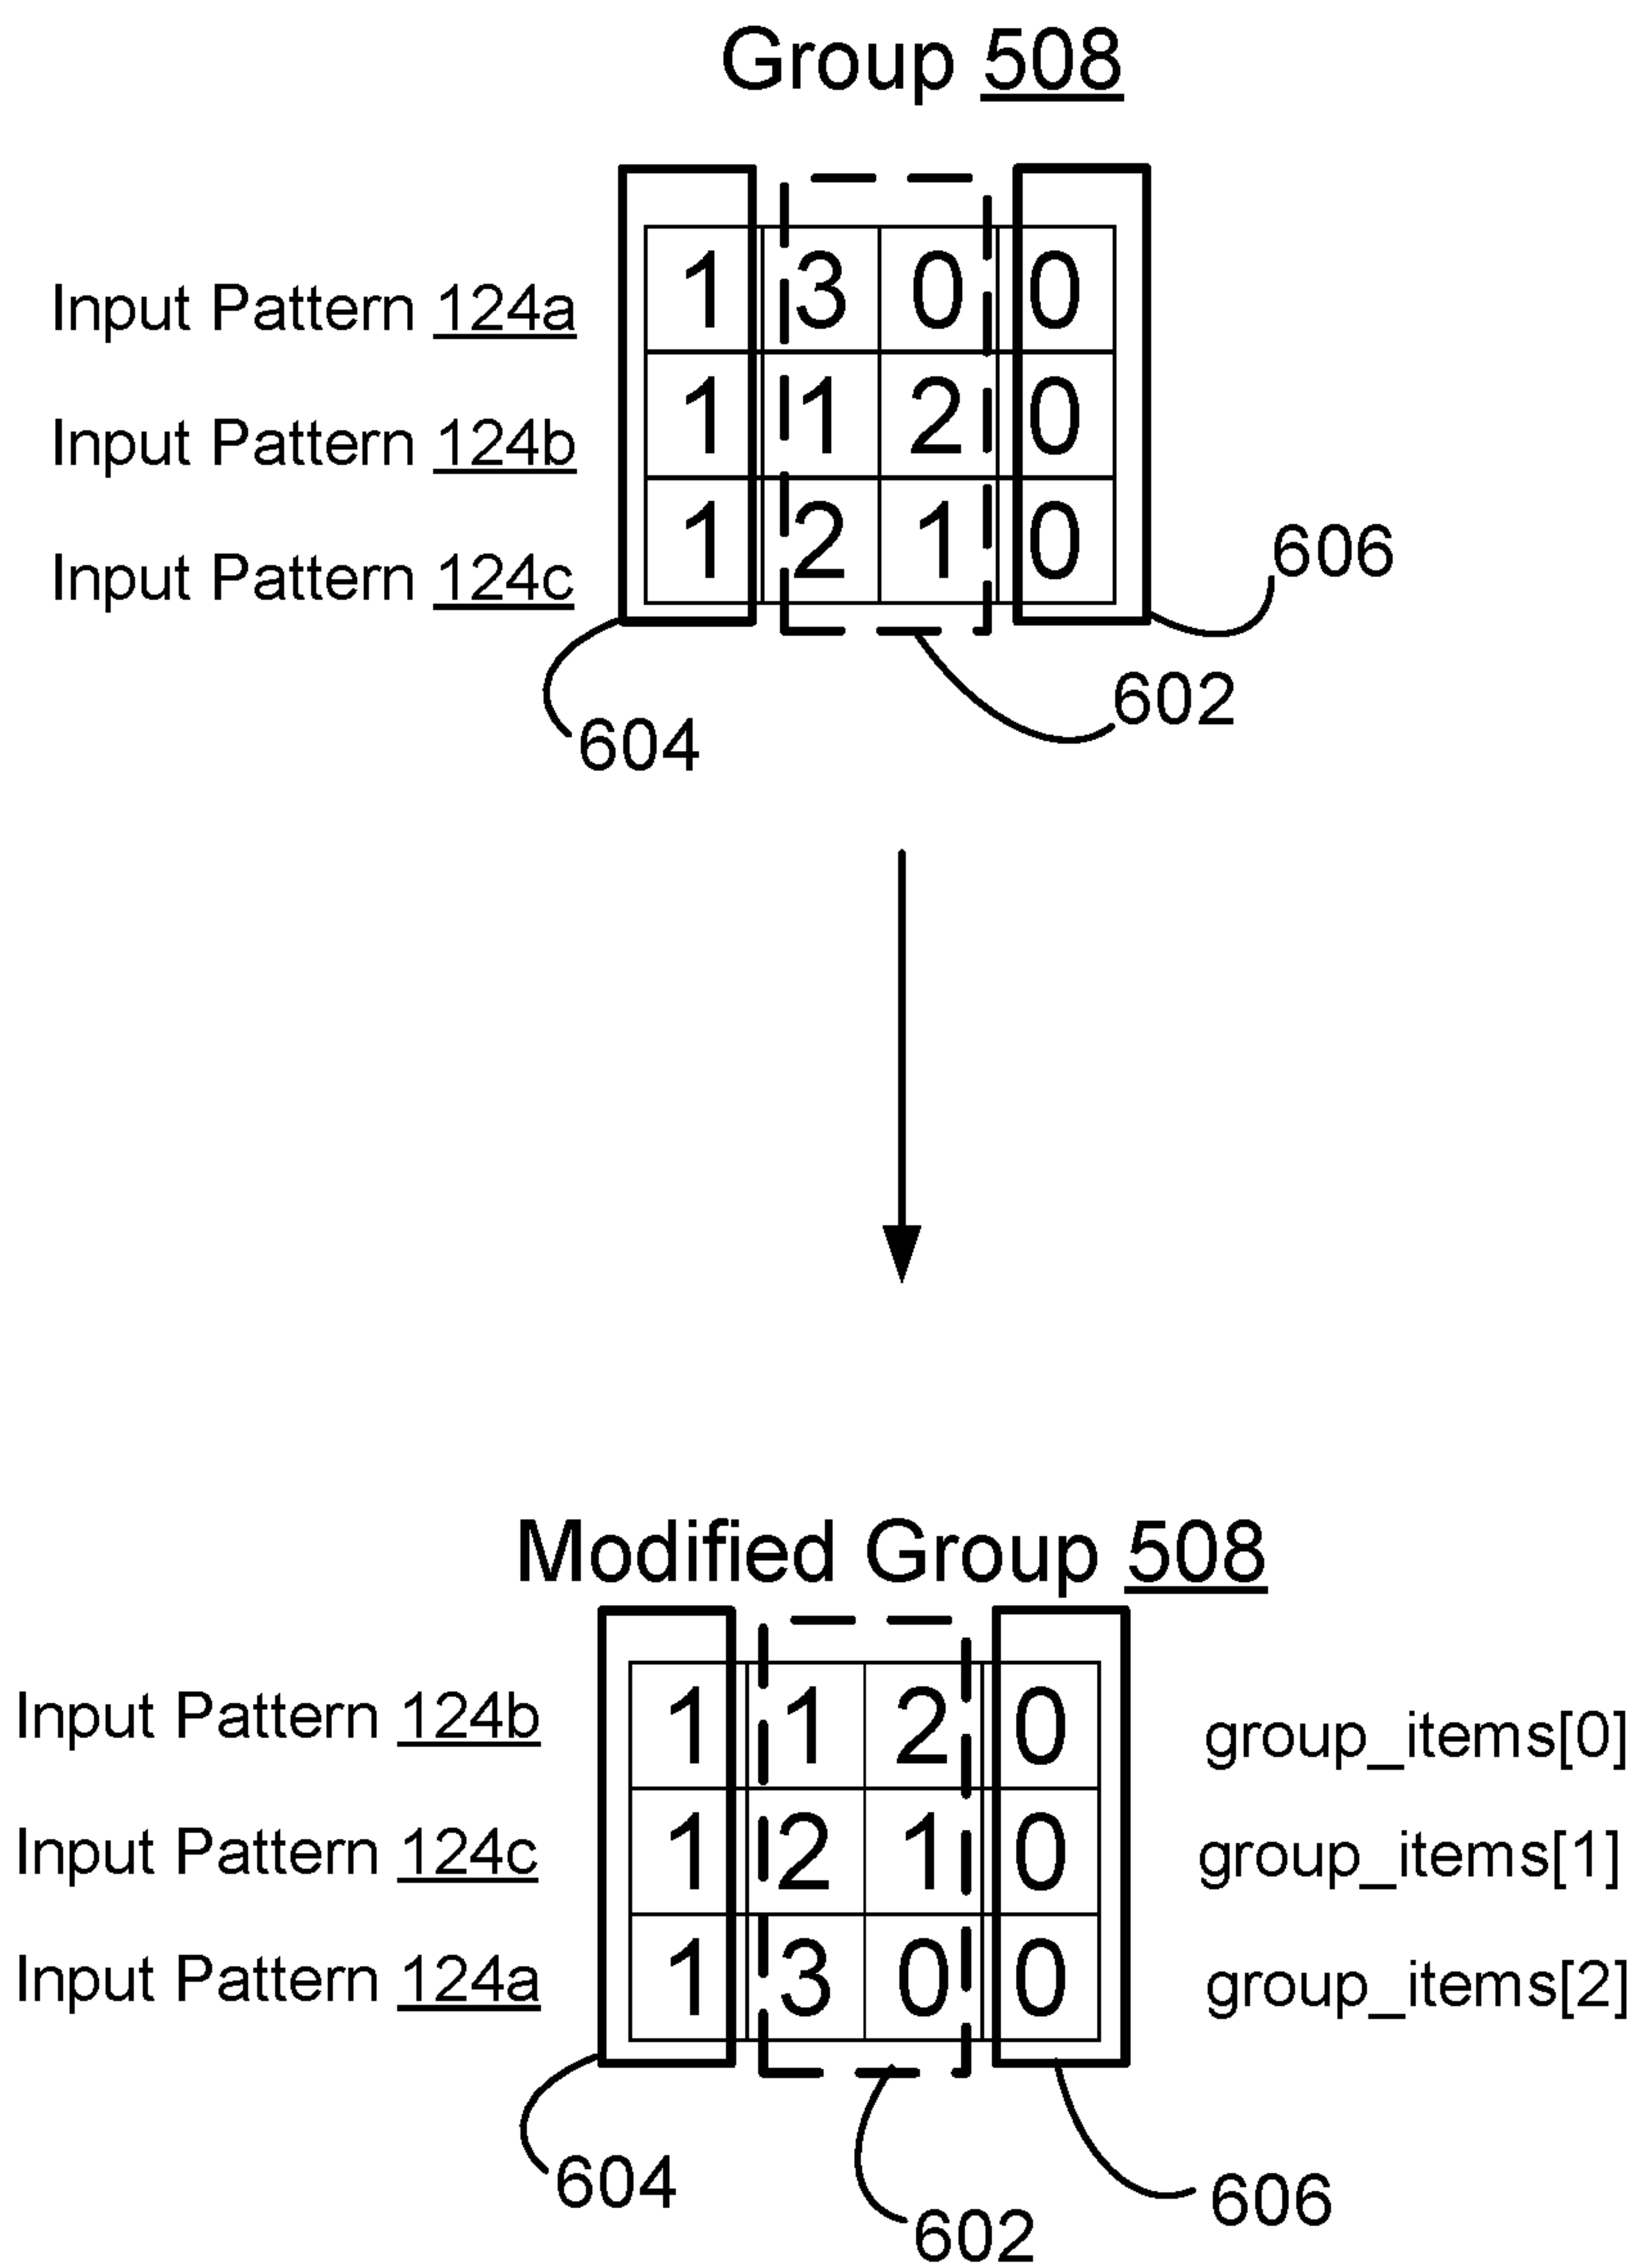 Group 508
Input Pattern 124a 1 3 0 0
Input Pattern 124b 1 1 2 0
Input Pattern 124c 1 2 1 0
606
602
604
Modified Group 508
Input Pattern 124b 1 1 2 0 group_items[0]
Input Pattern 124c 1 2 1 0 group_items[1]
Input Pattern 124a 1 3 0 0 group_items[2]
604
606
602